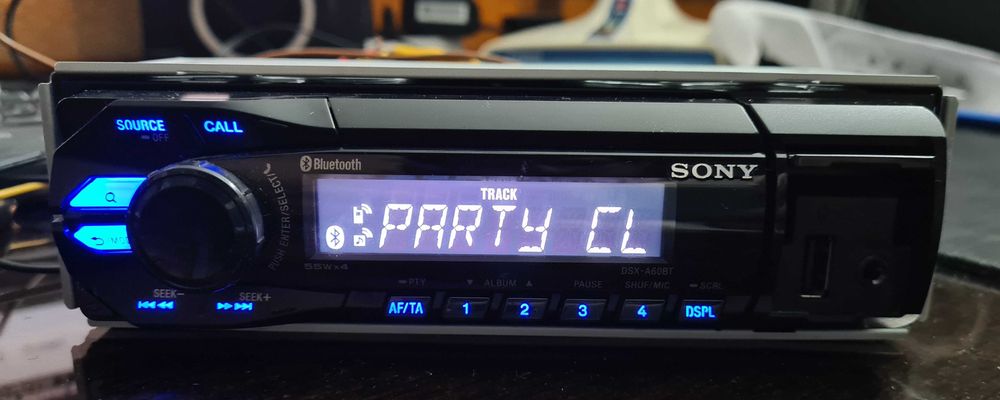 SOURCE
OFF
CALL
Bluetooth
SONY
TRACK
PARTY CL
PUSH ENTER/SELECT/
55W×4
DSX-A60BT
SEEK-
SEEK+
PTY
ALBUM
PAUSE
SHUF/MIC
SCRL
AF/TA
1
2
3
4
DSPL